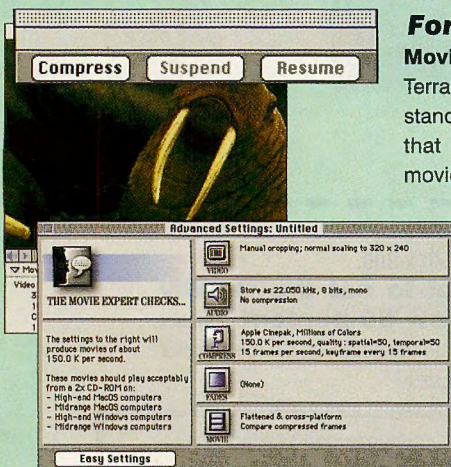 For
Movi
Terra
stand
that
movie
Compress Suspend Resume
Mov
Video
3
1
C
1
Advanced Settings: Untitled
THE MOVIE EXPERT CHECKS...
The settings to the right will
produce movies of about
150.0 K per second.
These movies should play acceptably
from a 2x CD-ROM on:
- High-end MacOS computers
- Midrange MacOS computers
- High-end Windows computers
- Midrange Windows computers
Easy Settings
VIDEO
Manual cropping; normal scaling to 320 x 240
AUDIO
Store as 22.050 kHz, 8 bits, mono
No compression
COMPRESS
Apple Cinepak, Millions of Colors
150.0 K per second, quality: spatial=50, temporal=50
15 frames per second, keyframe every 15 frames
FADES
(None)
MOVIE
Flattened & cross-platform
Compare compressed frames